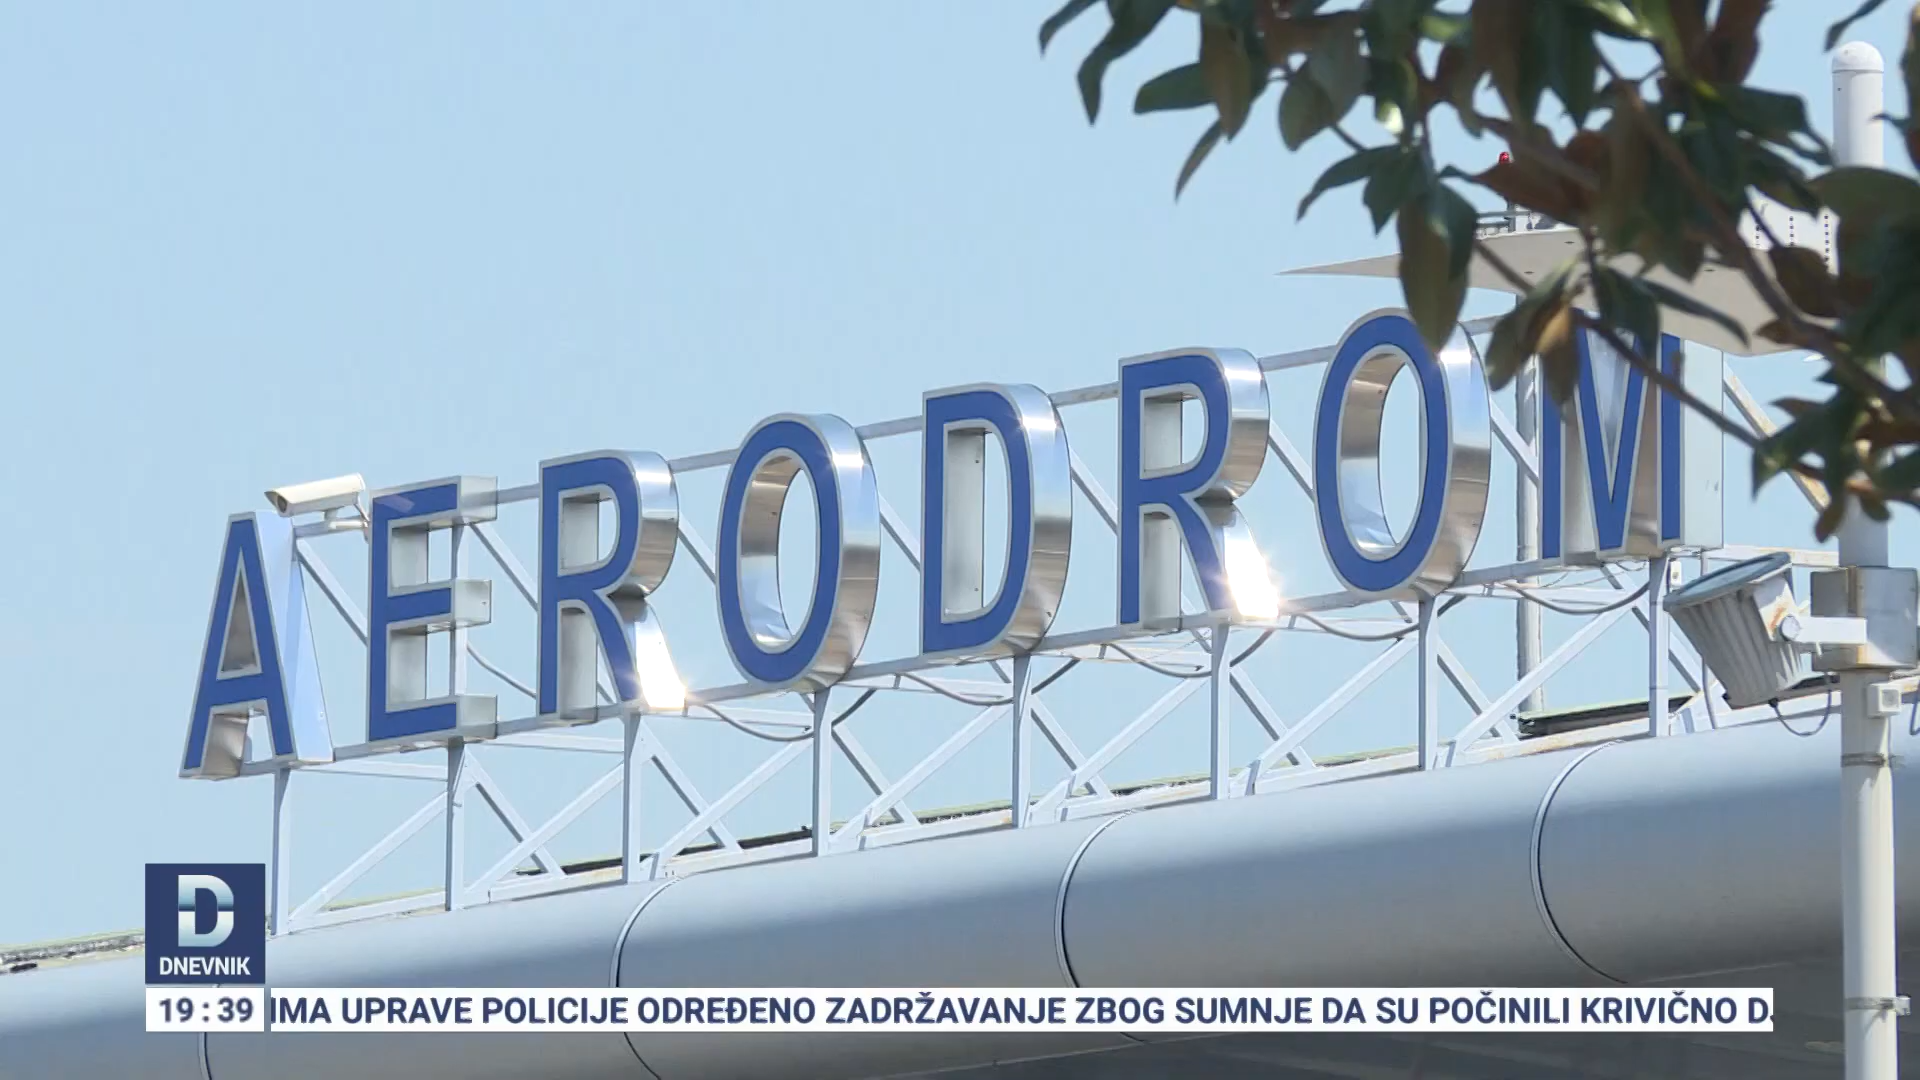 AERODROM
D
DNEVNIK
19:39 IMA UPRAVE POLICIJE ODREĐENO ZADRŽAVANJE ZBOG SUMNJE DA SU POČINILI KRIVIČNO